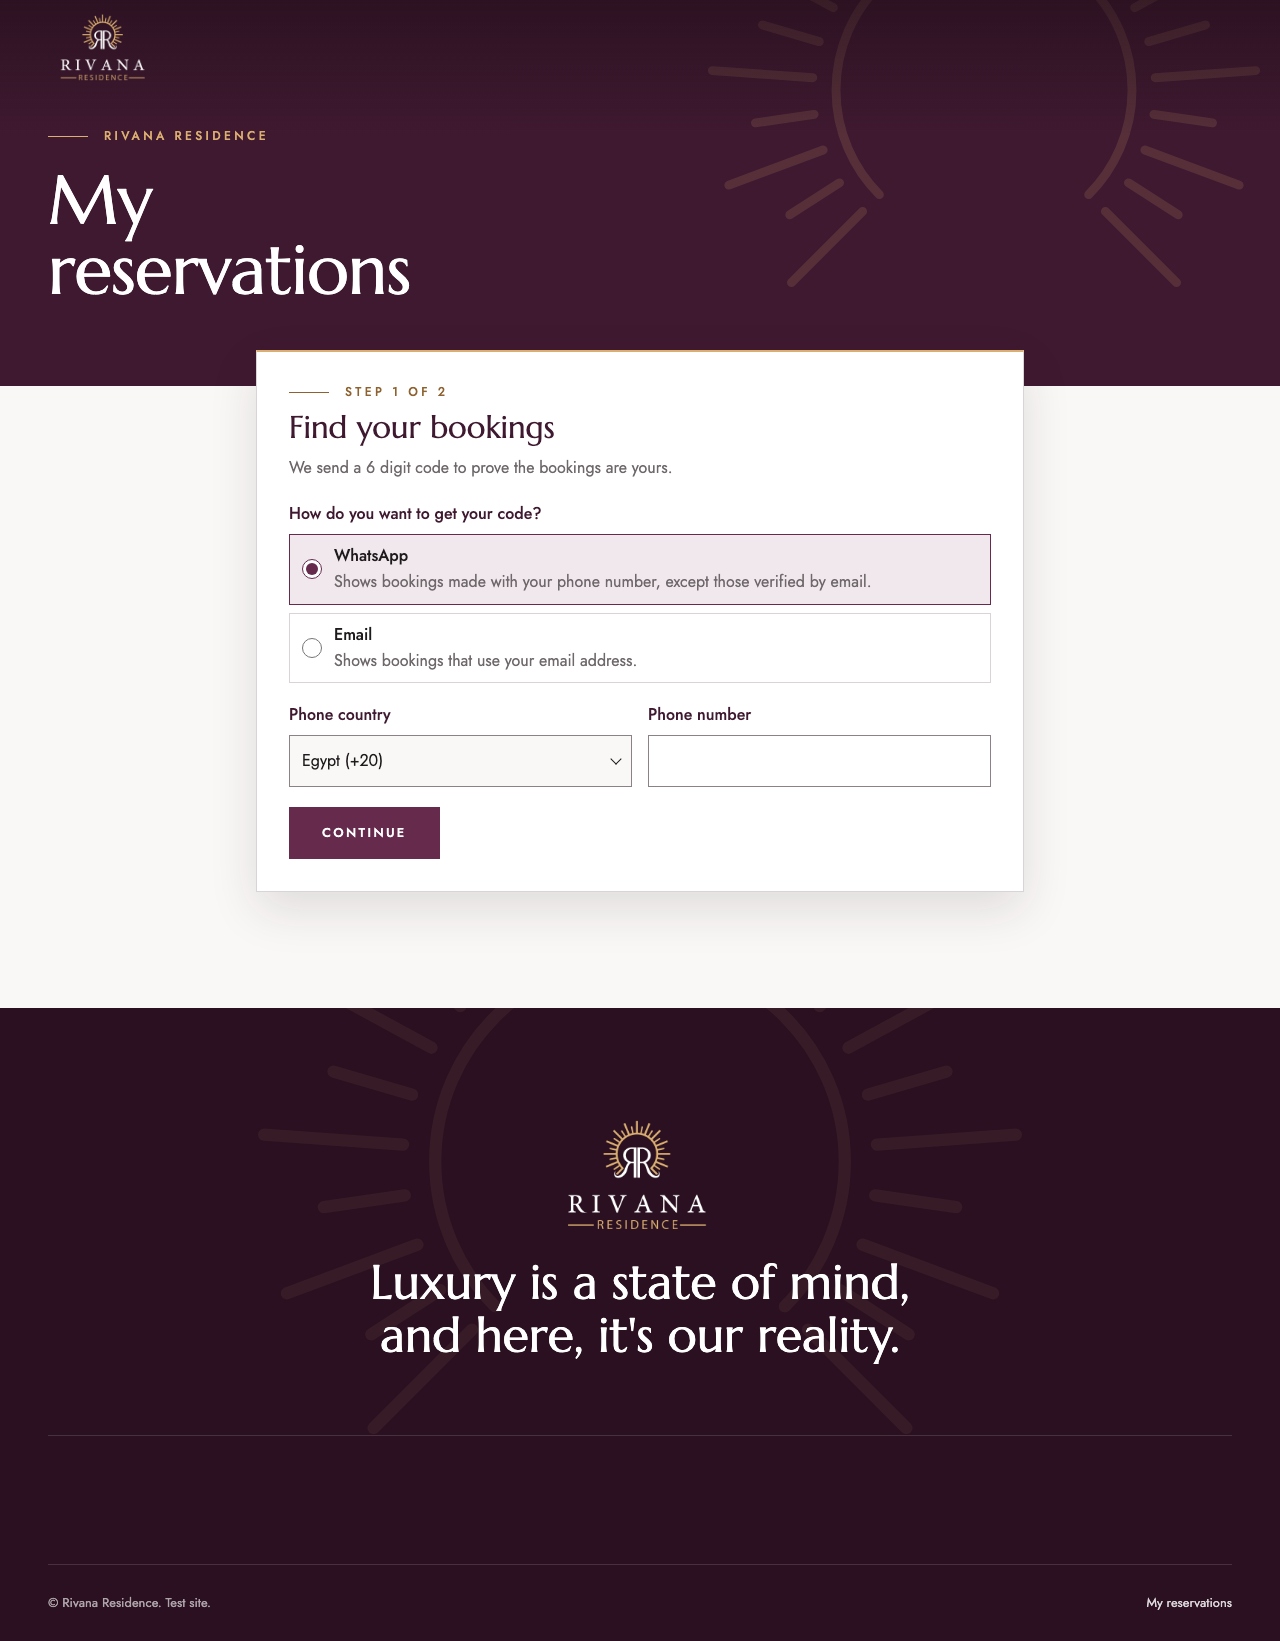 RIVANA
RESIDENCE
RIVANA RESIDENCE
My
reservations
STEP 1 OF 2
Find your bookings
We send a 6 digit code to prove the bookings are yours.
How do you want to get your code?
WhatsApp
Shows bookings made with your phone number, except those verified by email.
Email
Shows bookings that use your email address.
Phone country
Phone number
Egypt (+20)
CONTINUE
RIVANA
RESIDENCE
Luxury is a state of mind,
and here, it's our reality.
© Rivana Residence. Test site.
My reservations